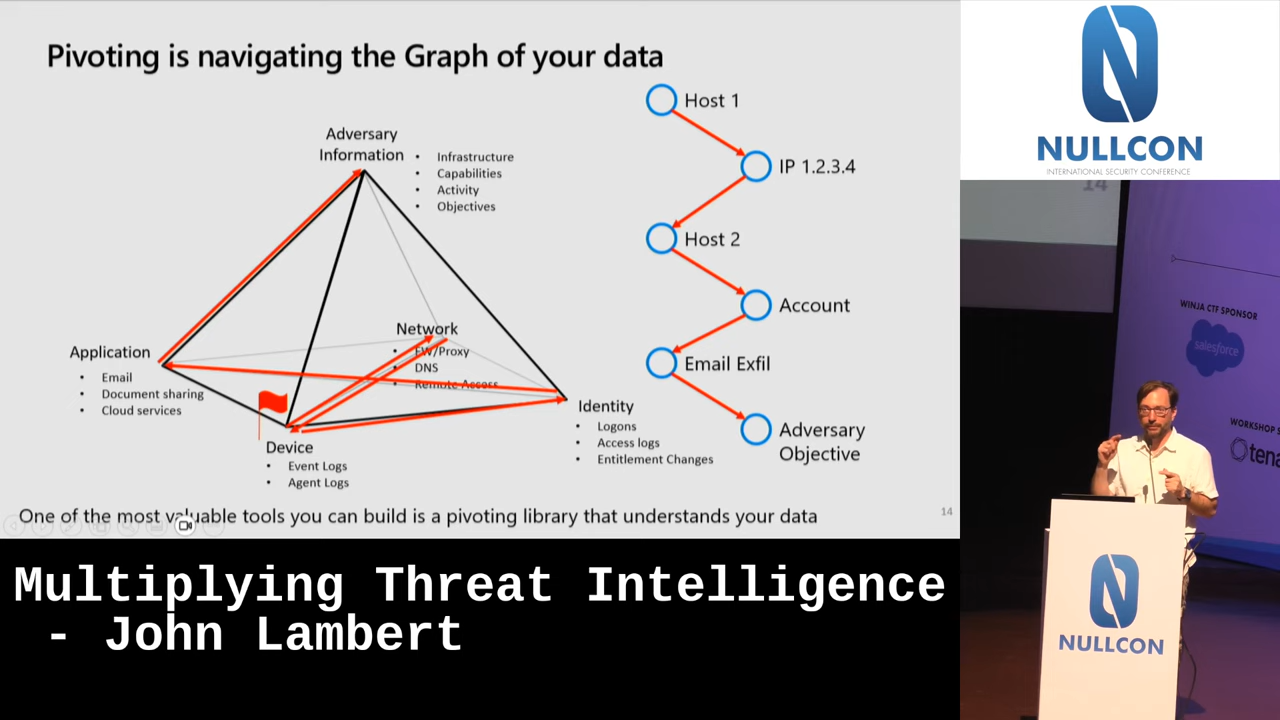 Pivoting is navigating the Graph of your data
Adversary
Information
• Infrastructure
• Capabilities
• Activity
• Objectives
Application
• Email
• Document sharing
• Cloud services
Network
• FW/Proxy
• DNS
• Remote Access
Device
• Event Logs
• Agent Logs
Identity
• Logons
• Access logs
• Entitlement Changes
Host 1
IP 1.2.3.4
Host 2
Account
Email Exfil
Adversary
Objective
One of the most valuable tools you can build is a pivoting library that understands your data
14
NULLCON
INTERNATIONAL SECURITY CONFERENCE
14
WINJA CTF SPONSOR
salesforce
WORKSHOP S
tena
NULLCON
Multiplying Threat Intelligence
- John Lambert